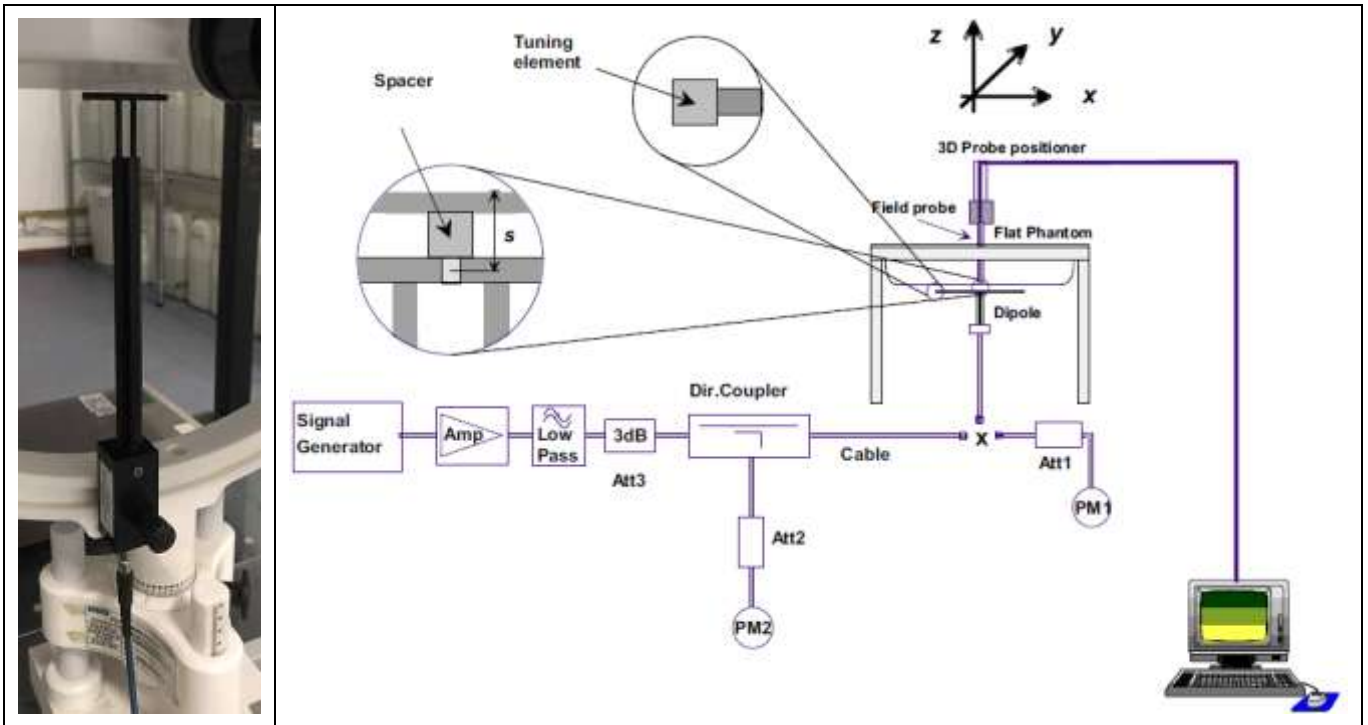 Tuning
element
Spacer
s
z
y
x
3D Probe positioner
Field probe
Flat Phantom
Dipole
Dir.Coupler
Signal
Generator
Amp
Low
Pass
3dB
Att3
Cable
x
Att1
PM1
Att2
PM2